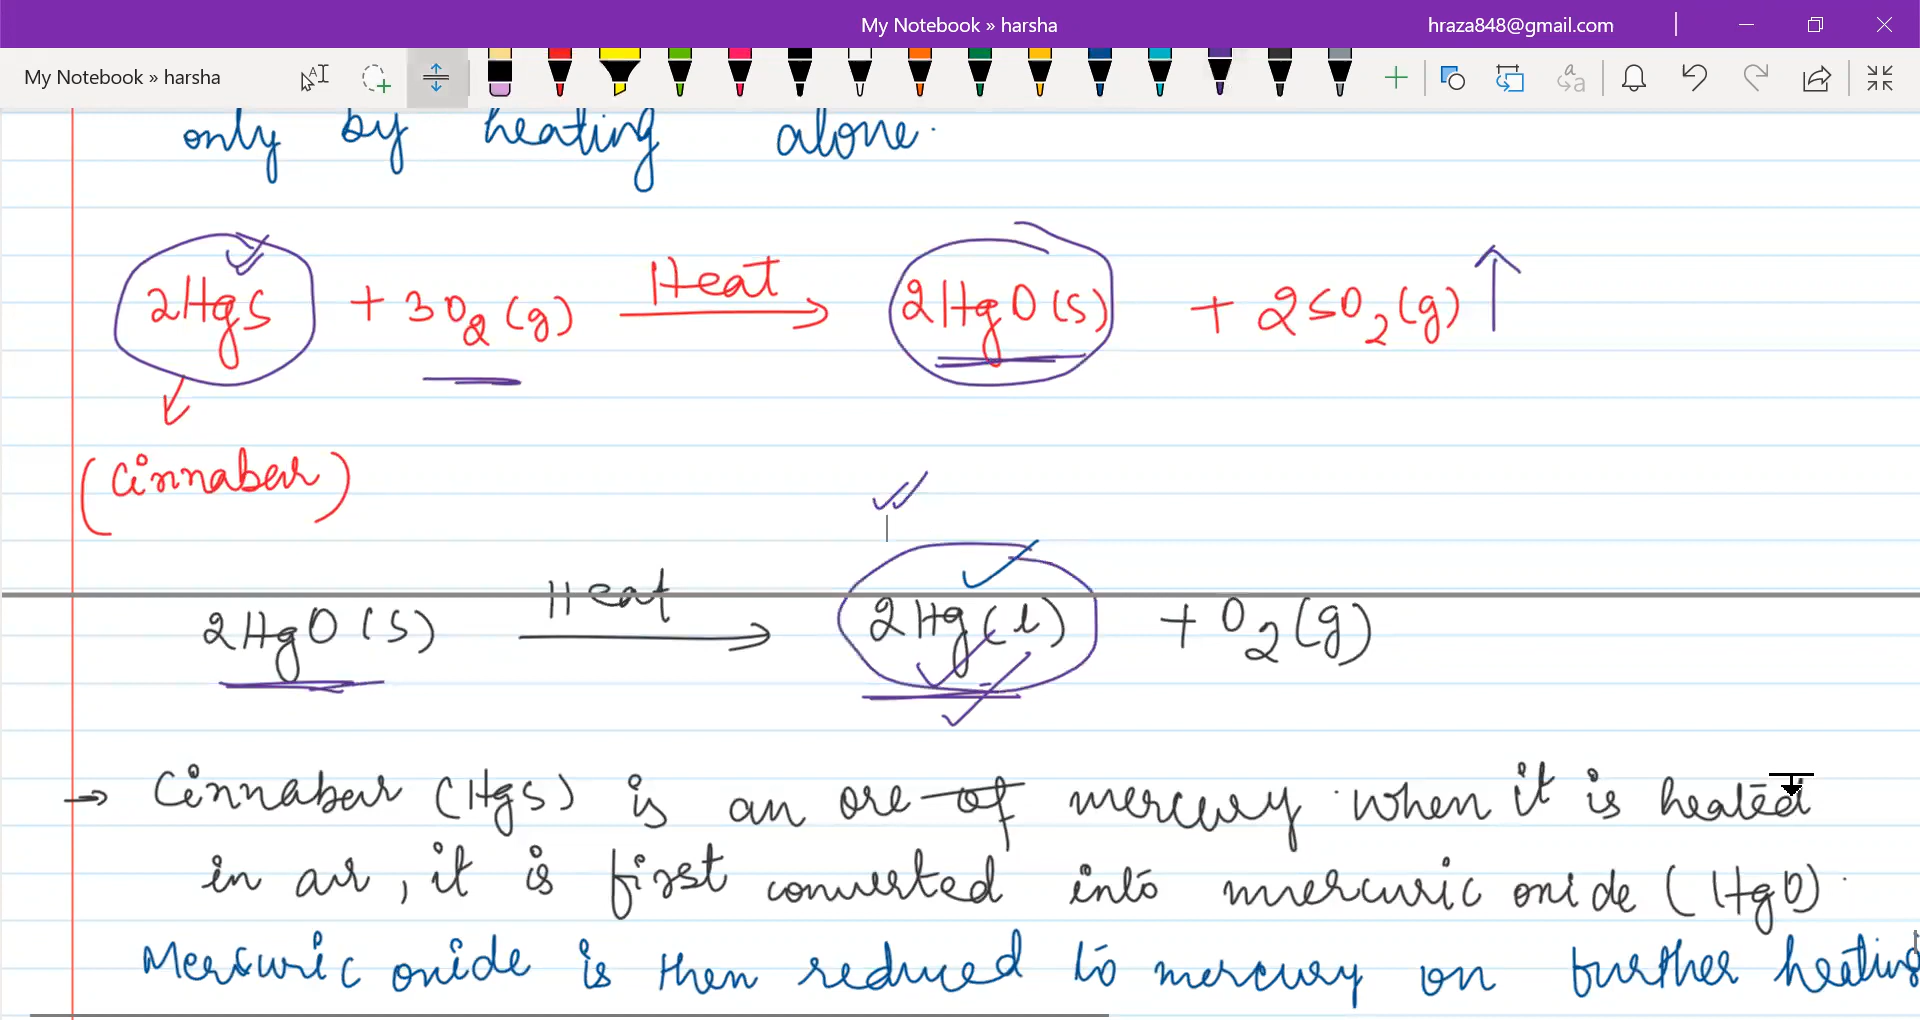 My Notebook » harsha
hraza848@gmail.com
My Notebook » harsha
only by heating alone.
2HgS + 3O₂(g) Heat → 2HgO(s) + 2SO₂(g) ↑
(Cinnabar)
2HgO(s) Heat → 2Hg(l) + O₂(g)
→ Cinnabar (HgS) is an ore of mercury when it is heated
in air, it is first converted into mercuric oxide (HgO).
Mercuric oxide is then reduced to mercury on further heating